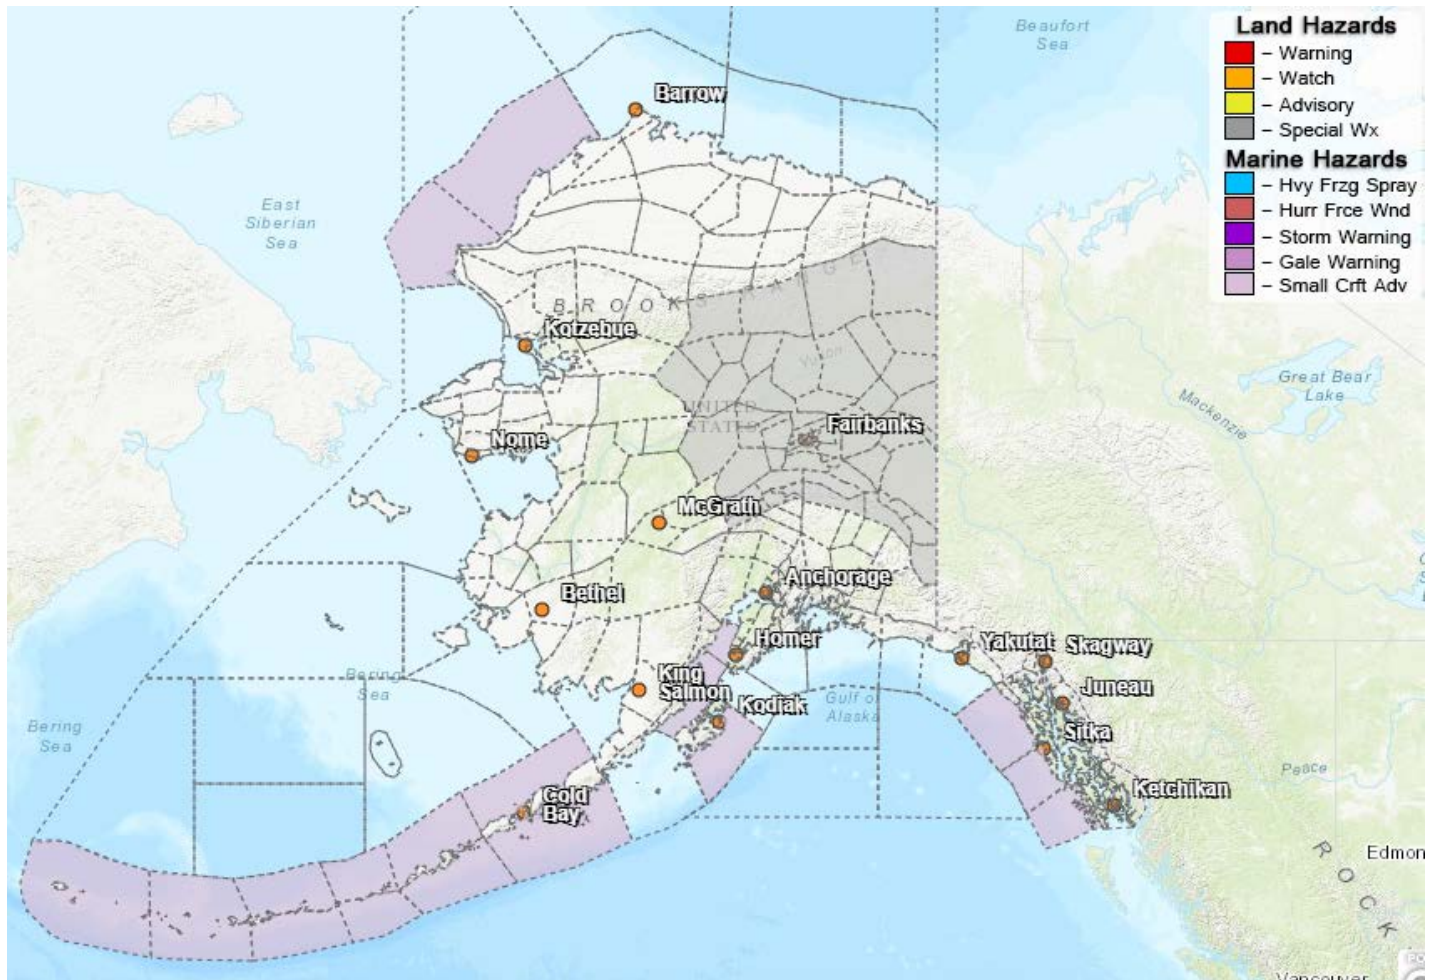 Land Hazards
– Warning
– Watch
– Advisory
– Special Wx
Marine Hazards
– Hvy Frzg Spray
– Hurr Frce Wnd
– Storm Warning
– Gale Warning
– Small Crft Adv
Beaufort
Sea
Barrow
East
Siberian
Sea
BROOKS RANGE
Kotzebue
Yukon
Great Bear
Lake
Mackenzie
UNITED
STATES
Fairbanks
Nome
McGrath
Anchorage
Bethel
Homer
Yakutat
Skagway
King
Salmon
Juneau
Bering
Sea
Kodiak
Gulf of
Alaska
Sitka
Bering
Sea
Peace
Cold
Bay
Ketchikan
Edmon
ROCK
Vancouver